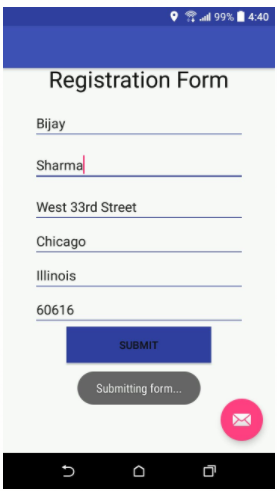 99% 4:40
Registration Form
Bijay
Sharma
West 33rd Street
Chicago
Illinois
60616
SUBMIT
Submitting form...